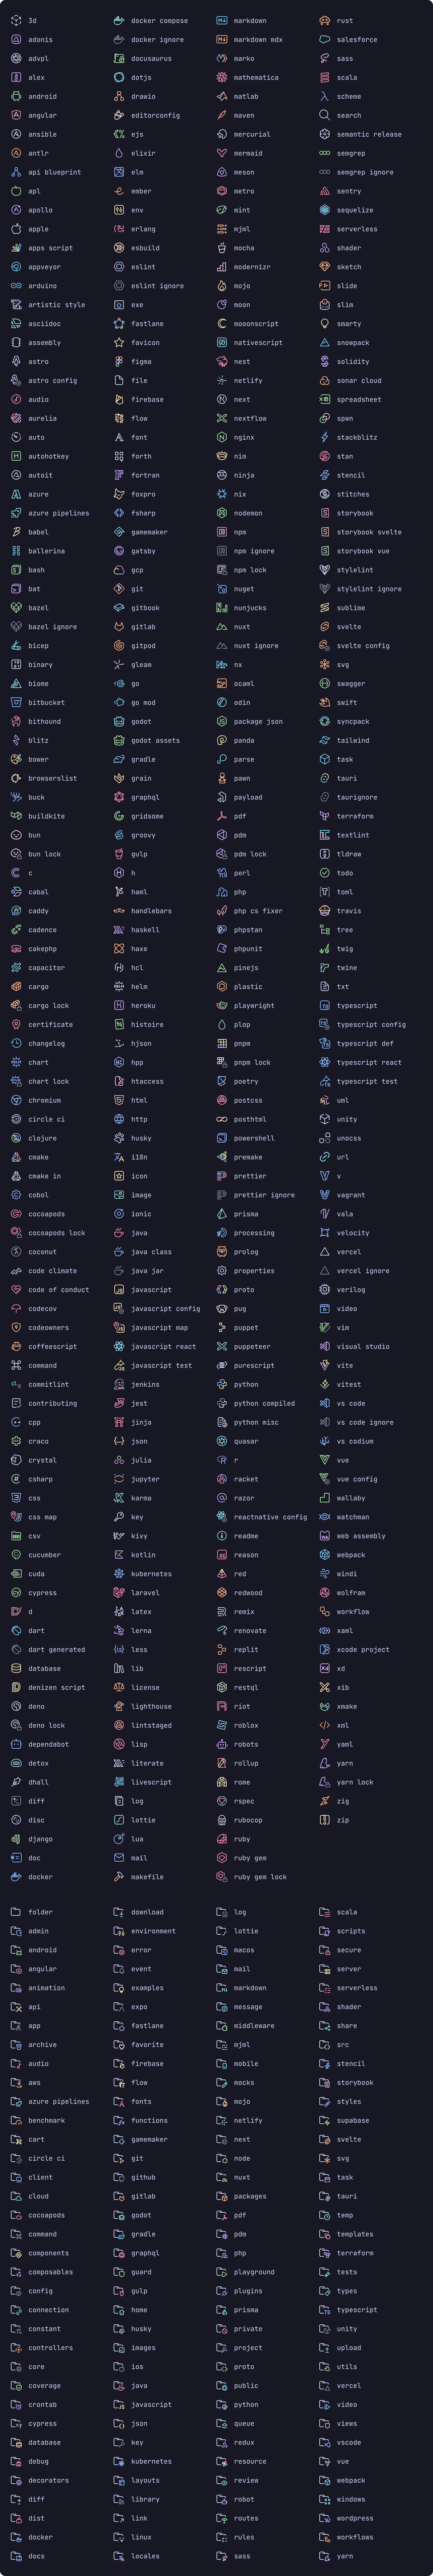 3d
adonis
advpl
alex
android
angular
ansible
antlr
api blueprint
apl
apollo
apple
apps script
appveyor
arduino
artistic style
asciidoc
assembly
astro
astro config
audio
aurelia
auto
autohotkey
autoit
azure
azure pipelines
babel
ballerina
bash
bat
bazel
bazel ignore
bicep
binary
biome
bitbucket
bithound
blitz
bower
browserslist
buck
buildkite
bun
bun lock
c
cabal
caddy
cadence
cakephp
capacitor
cargo
cargo lock
certificate
changelog
chart
chart lock
chromium
circle ci
clojure
cmake
cmake in
cobol
cocoapods
cocoapods lock
coconut
code climate
code of conduct
codecov
codeowners
coffeescript
command
commitlint
contributing
cpp
craco
crystal
csharp
css
css map
csv
cucumber
cuda
cypress
d
dart
dart generated
database
denizen script
deno
deno lock
dependabot
detox
dhall
diff
disc
django
doc
docker
docker compose
docker ignore
docusaurus
dotjs
drawio
editorconfig
ejs
elixir
elm
ember
env
erlang
esbuild
eslint
eslint ignore
exe
fastlane
favicon
figma
file
firebase
flow
font
forth
fortran
foxpro
fsharp
gamemaker
gatsby
gcp
git
gitbook
gitlab
gitpod
gleam
go
go mod
godot
godot assets
gradle
grain
graphql
gridsome
groovy
gulp
h
haml
handlebars
haskell
haxe
hcl
helm
heroku
histoire
hjson
hpp
htaccess
html
http
husky
i18n
icon
image
ionic
java
java class
java jar
javascript
javascript config
javascript map
javascript react
javascript test
jenkins
jest
jinja
json
julia
jupyter
karma
key
kivy
kotlin
kubernetes
laravel
latex
lerna
less
lib
license
lighthouse
lintstaged
lisp
literate
livescript
log
lottie
lua
mail
makefile
markdown
markdown mdx
marko
mathematica
matlab
maven
mercurial
mermaid
meson
metro
mint
mjml
mocha
modernizr
mojo
moon
moonscript
nativescript
nest
netlify
next
nextflow
nginx
nim
ninja
nix
nodemon
npm
npm ignore
npm lock
nuget
nunjucks
nuxt
nuxt ignore
nx
ocaml
odin
package json
panda
parse
pawn
payload
pdf
pdm
pdm lock
perl
php
php cs fixer
phpstan
phpunit
pinejs
plastic
playwright
plop
pnpm
pnpm lock
poetry
postcss
posthtml
powershell
premake
prettier
prettier ignore
prisma
processing
prolog
properties
proto
pug
puppet
puppeteer
purescript
python
python compiled
python misc
quasar
r
racket
razor
reactnative config
readme
reason
red
redwood
remix
renovate
replit
rescript
restql
riot
roblox
robots
rollup
rome
rspec
rubocop
ruby
ruby gem
ruby gem lock
rust
salesforce
sass
scala
scheme
search
semantic release
semgrep
semgrep ignore
sentry
sequelize
serverless
shader
sketch
slide
slim
smarty
snowpack
solidity
sonar cloud
spreadsheet
spwn
stackblitz
stan
stencil
stitches
storybook
storybook svelte
storybook vue
stylelint
stylelint ignore
sublime
svelte
svelte config
svg
swagger
swift
syncpack
tailwind
task
tauri
taurignore
terraform
textlint
tldraw
todo
toml
travis
tree
twig
twine
txt
typescript
typescript config
typescript def
typescript react
typescript test
uml
unity
unocss
url
v
vagrant
vala
velocity
vercel
vercel ignore
verilog
video
vim
visual studio
vite
vitest
vs code
vs code ignore
vs codium
vue
vue config
wallaby
watchman
web assembly
webpack
windi
wolfram
workflow
xaml
xcode project
xd
xib
xmake
xml
yaml
yarn
yarn lock
zig
zip
folder
admin
android
angular
animation
api
app
archive
audio
aws
azure pipelines
benchmark
cart
circle ci
client
cloud
cocoapods
command
components
composables
config
connection
constant
controllers
core
coverage
crontab
cypress
database
debug
decorators
diff
dist
docker
docs
download
environment
error
event
examples
expo
fastlane
favorite
firebase
flow
fonts
functions
gamemaker
git
github
gitlab
godot
gradle
graphql
guard
gulp
home
husky
images
ios
java
javascript
json
key
kubernetes
layouts
library
link
linux
locales
log
lottie
macos
mail
markdown
message
middleware
mjml
mobile
mocks
mojo
netlify
next
node
nuxt
packages
pdf
pdm
php
playground
plugins
prisma
private
project
proto
public
python
queue
redux
resource
review
robot
routes
rules
sass
scala
scripts
secure
server
serverless
shader
share
src
stencil
storybook
styles
supabase
svelte
svg
task
tauri
temp
templates
terraform
tests
types
typescript
unity
upload
utils
vercel
video
views
vscode
vue
webpack
windows
wordpress
workflows
yarn